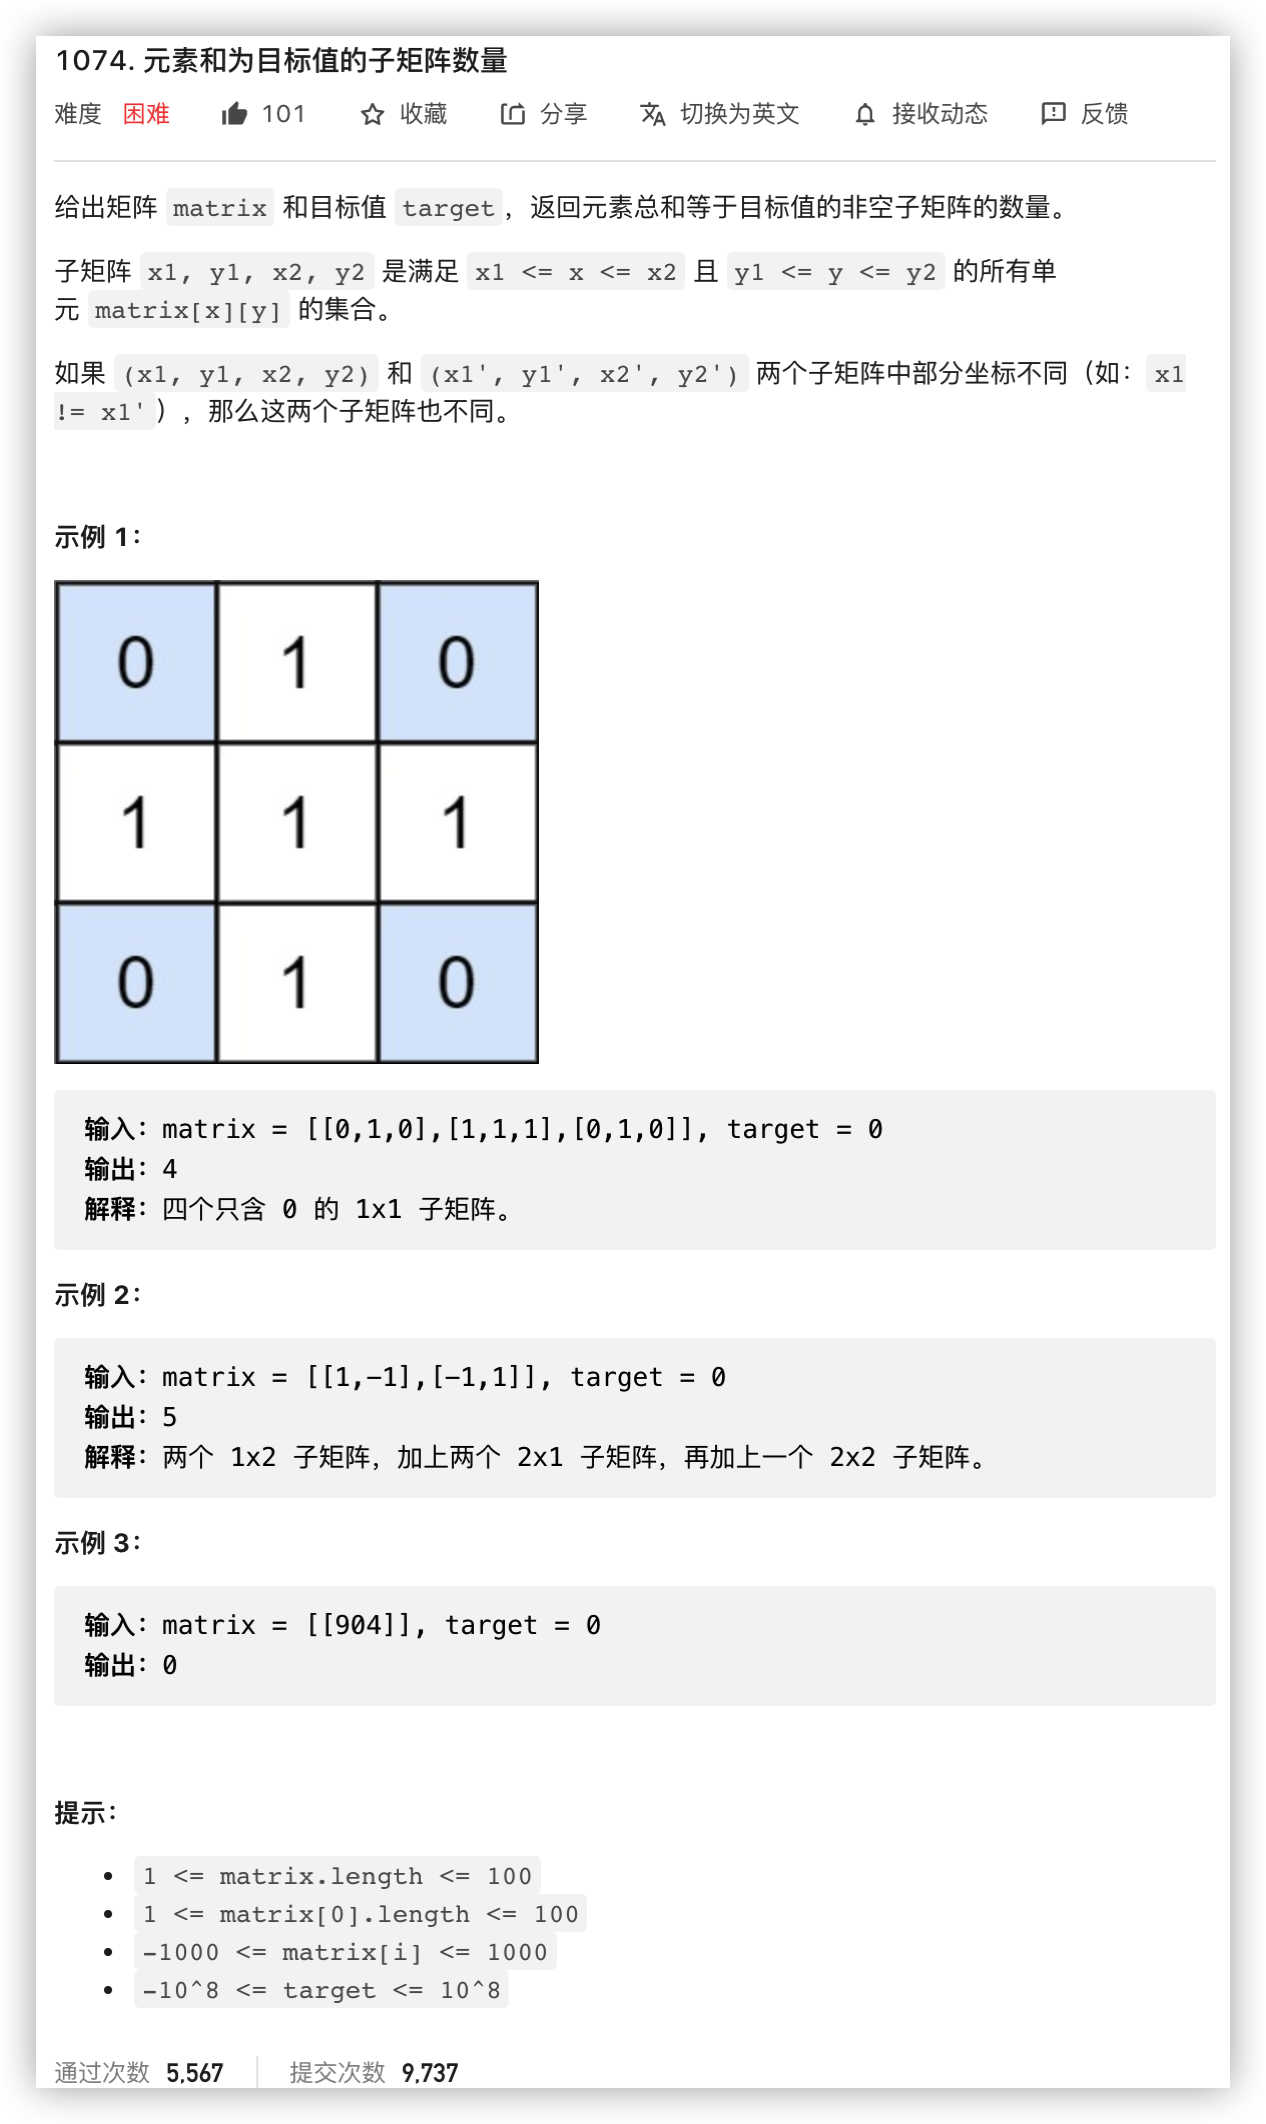 1074. 元素和为目标值的子矩阵数量
难度 困难 101 收藏 分享 切换为英文 接收动态 反馈
给出矩阵 matrix 和目标值 target，返回元素总和等于目标值的非空子矩阵的数量。
子矩阵 x1, y1, x2, y2 是满足 x1 <= x <= x2 且 y1 <= y <= y2 的所有单
元 matrix[x][y] 的集合。
如果 (x1, y1, x2, y2) 和 (x1', y1', x2', y2') 两个子矩阵中部分坐标不同（如：x1
!= x1'），那么这两个子矩阵也不同。
示例 1：
0 1 0
1 1 1
0 1 0
输入：matrix = [[0,1,0],[1,1,1],[0,1,0]], target = 0
输出：4
解释：四个只含 0 的 1x1 子矩阵。
示例 2：
输入：matrix = [[1,-1],[-1,1]], target = 0
输出：5
解释：两个 1x2 子矩阵，加上两个 2x1 子矩阵，再加上一个 2x2 子矩阵。
示例 3：
输入：matrix = [[904]], target = 0
输出：0
提示：
• 1 <= matrix.length <= 100
• 1 <= matrix[0].length <= 100
• -1000 <= matrix[i] <= 1000
• -10^8 <= target <= 10^8
通过次数 5,567 提交次数 9,737